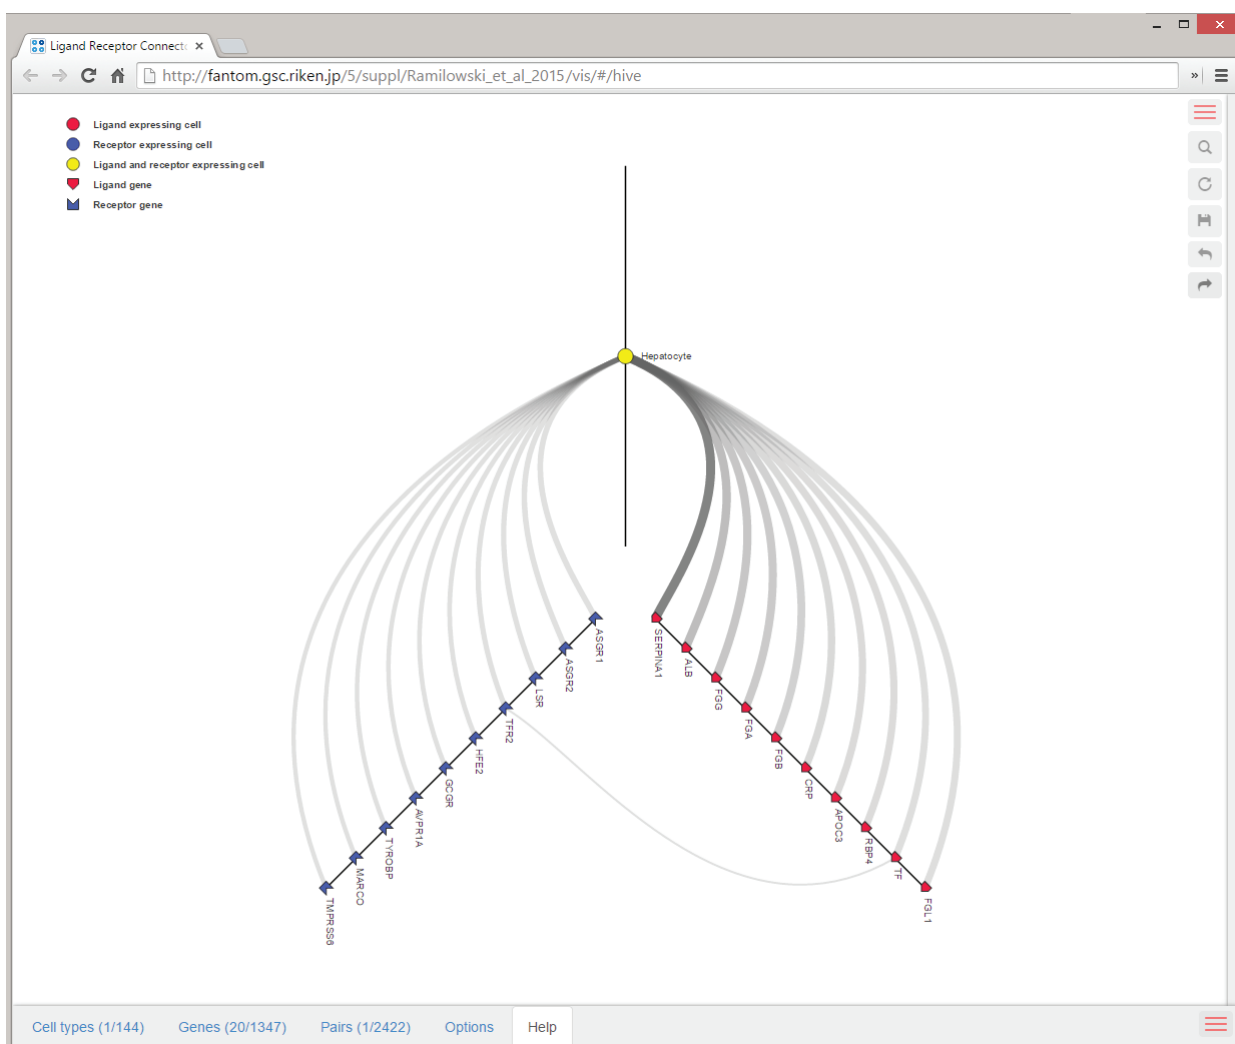 Ligand Receptor Connect
http://fantom.gsc.riken.jp/5/suppl/Ramilowski_et_al_2015/vis/#/hive
Ligand expressing cell
Receptor expressing cell
Ligand and receptor expressing cell
Ligand gene
Receptor gene
Hepatocyte
ASGR1
ASGR2
LSR
TFR2
HFE2
GCGR
AVPR1A
TYROBP
MARCO
TMPRSS6
SERPINA1
ALB
FGG
FGA
FGB
CRP
APOC3
RBP4
TF
FGL1
Cell types (1/144)
Genes (20/1347)
Pairs (1/2422)
Options
Help